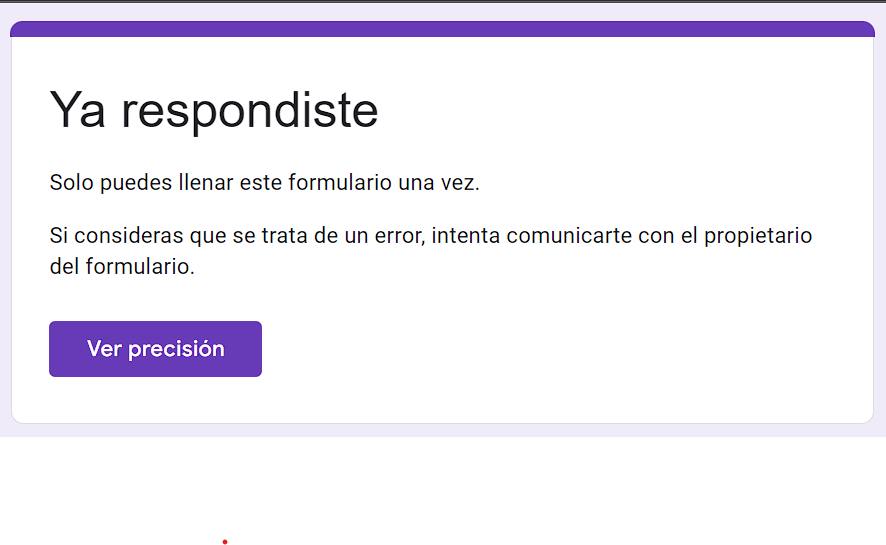 Ya respondiste
Solo puedes llenar este formulario una vez.
Si consideras que se trata de un error, intenta comunicarte con el propietario
del formulario.
Ver precisión